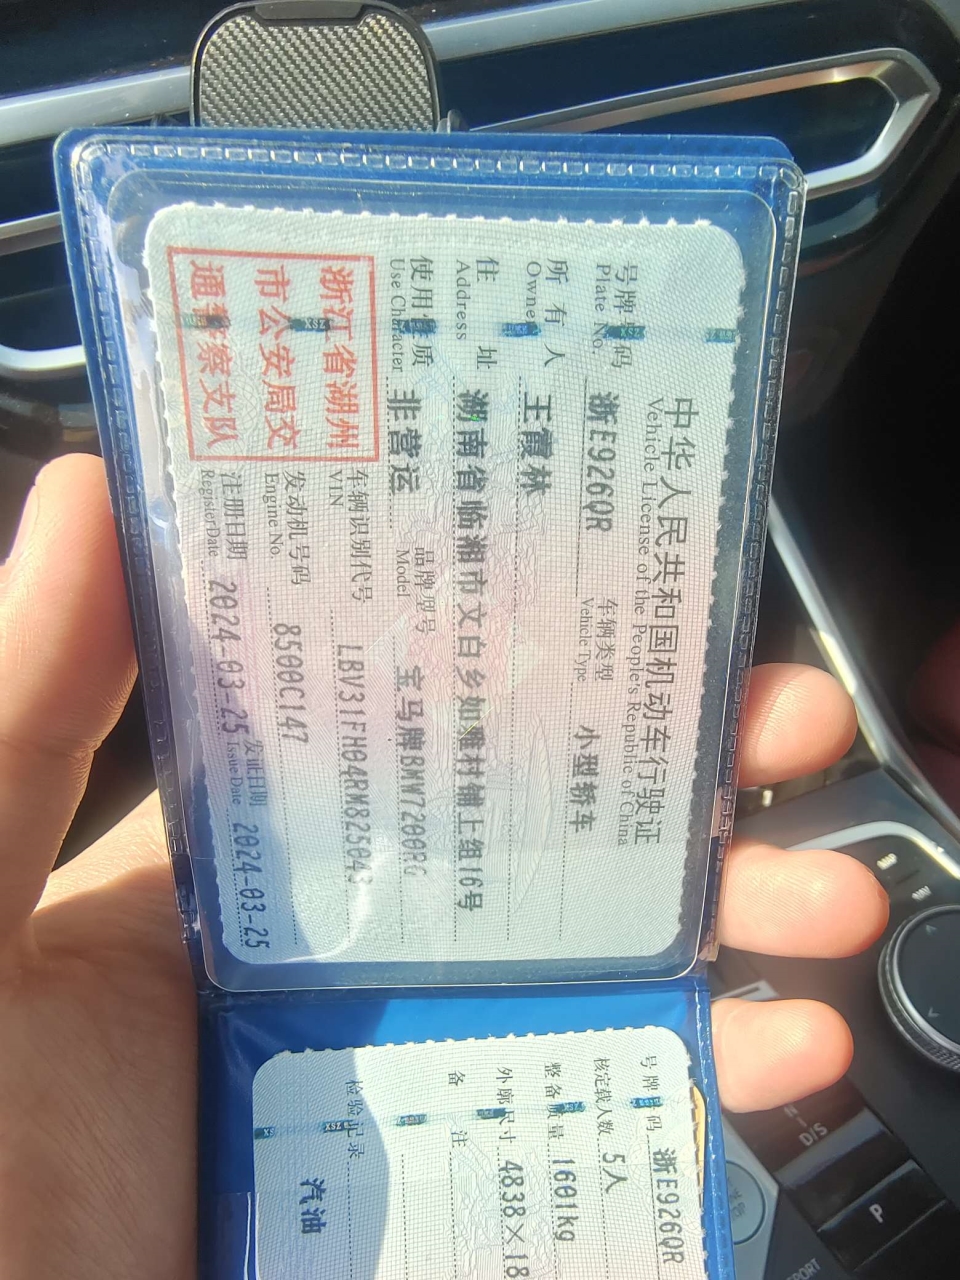 中华人民共和国机动车行驶证
Vehicle License of the People's Republic of China
号牌号码 浙E926QR 车辆类型 小型轿车
Plate No. Vehicle Type
所有人 王霞林
Owner
住址 湖南省临湘市文白乡如雅村铺上组16号
Address
使用性质 非营运 品牌型号 宝马牌BMW7200RG
Use Character Model
浙江省湖州
市公安局交
通警察支队
车辆识别代号 LBV31FH04RM825043
VIN
发动机号码 8500C147
Engine No.
注册日期 2024-03-25 发证日期 2024-03-25
Register Date Issue Date
号牌号码 浙E926QR
核定载人数 5人
整备质量 1601kg
外廓尺寸 4838×18
备注
检验记录
汽油
D/S
P